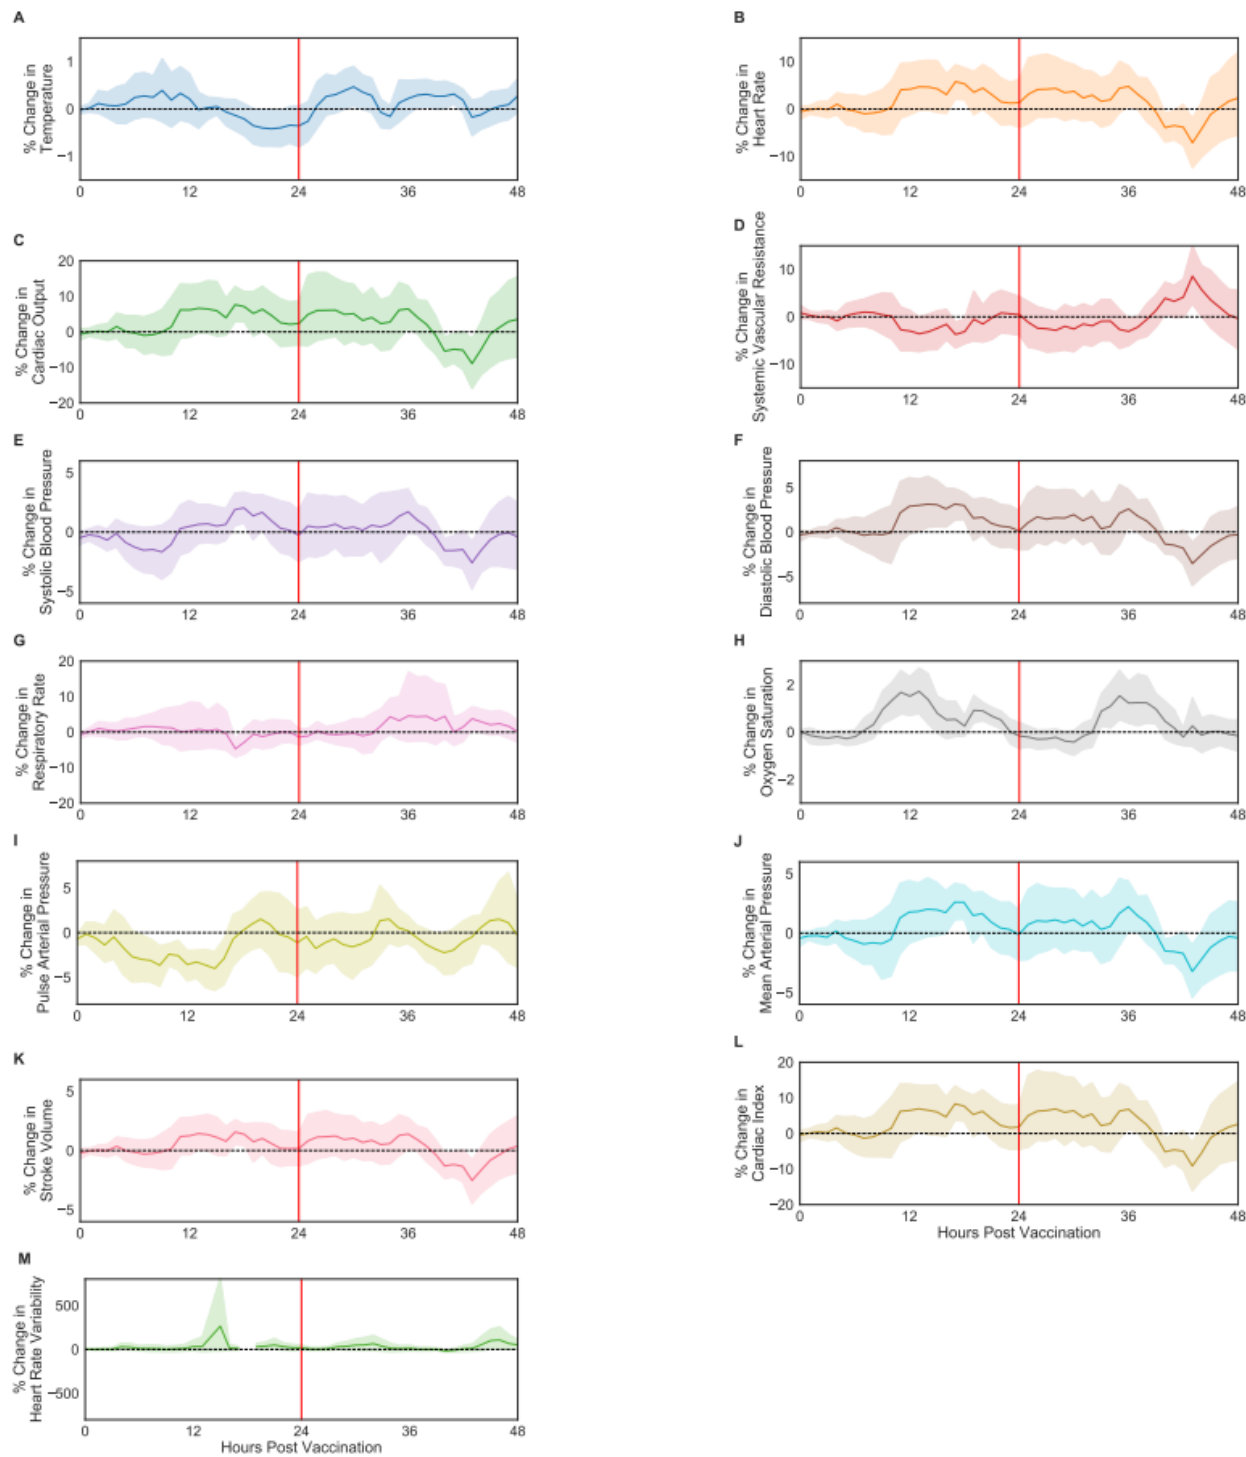 A
% Change in
Temperature
1
0
−1
0 12 24 36 48
B
% Change in
Heart Rate
10
0
−10
0 12 24 36 48
C
% Change in
Cardiac Output
20
10
0
−10
−20
0 12 24 36 48
D
% Change in
Systemic Vascular Resistance
10
0
−10
0 12 24 36 48
E
% Change in
Systolic Blood Pressure
5
0
−5
0 12 24 36 48
F
% Change in
Diastolic Blood Pressure
5
0
−5
0 12 24 36 48
G
% Change in
Respiratory Rate
20
10
0
−10
−20
0 12 24 36 48
H
% Change in
Oxygen Saturation
2
0
−2
0 12 24 36 48
I
% Change in
Pulse Arterial Pressure
5
0
−5
0 12 24 36 48
J
% Change in
Mean Arterial Pressure
5
0
−5
0 12 24 36 48
K
% Change in
Stroke Volume
5
0
−5
0 12 24 36 48
L
% Change in
Cardiac Index
20
10
0
−10
−20
0 12 24 36 48
Hours Post Vaccination
M
% Change in
Heart Rate Variability
500
0
−500
0 12 24 36 48
Hours Post Vaccination